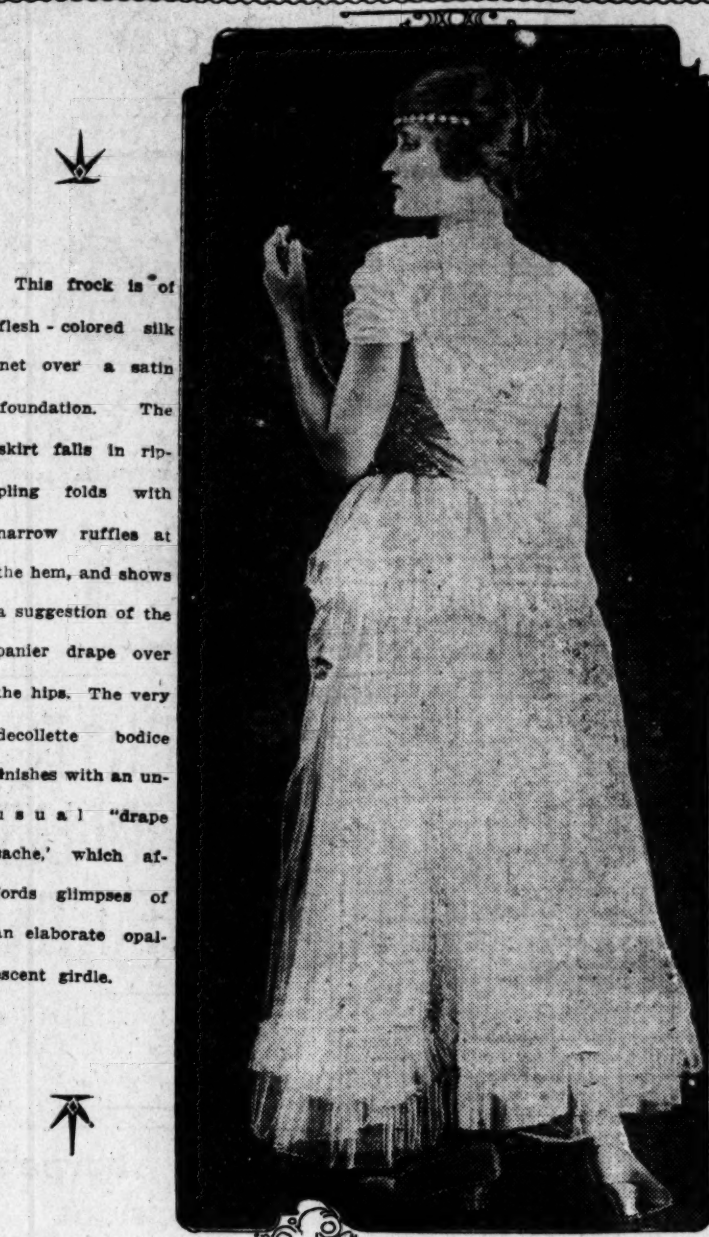 This frock is of
flesh - colored silk
net over a satin
foundation. The
skirt falls in rip-
pling folds with
narrow ruffles at
the hem, and shows
a suggestion of the
panier drape over
the hips. The very
decollette bodice
finishes with an un-
u s u a l "drape
cache,' which af-
fords glimpses of
an elaborate opal-
escent girdle.